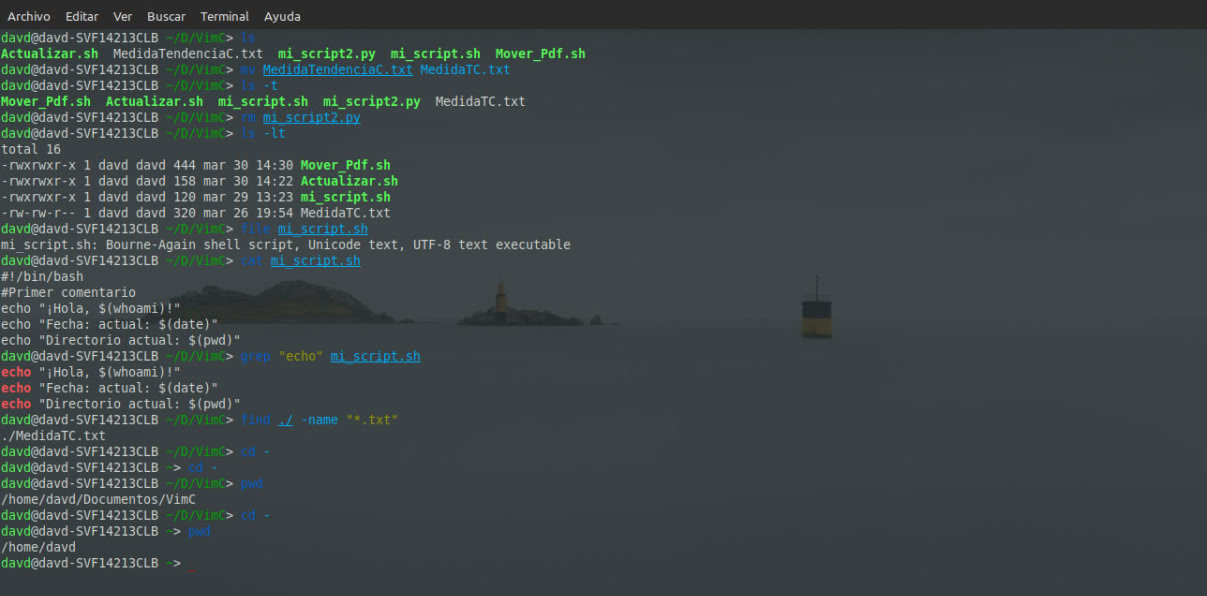 Archivo Editar Ver Buscar Terminal Ayuda
davd@davd-SVF14213CLB ~/D/VimC> ls
Actualizar.sh MedidaTendenciaC.txt mi_script2.py mi_script.sh Mover_Pdf.sh
davd@davd-SVF14213CLB ~/D/VimC> mv MedidaTendenciaC.txt MedidaTC.txt
davd@davd-SVF14213CLB ~/D/VimC> ls -t
Mover_Pdf.sh Actualizar.sh mi_script.sh mi_script2.py MedidaTC.txt
davd@davd-SVF14213CLB ~/D/VimC> rm mi_script2.py
davd@davd-SVF14213CLB ~/D/VimC> ls -lt
total 16
-rwxrwxr-x 1 davd davd 444 mar 30 14:30 Mover_Pdf.sh
-rwxrwxr-x 1 davd davd 158 mar 30 14:22 Actualizar.sh
-rwxrwxr-x 1 davd davd 120 mar 29 13:23 mi_script.sh
-rw-rw-r-- 1 davd davd 320 mar 26 19:54 MedidaTC.txt
davd@davd-SVF14213CLB ~/D/VimC> file mi_script.sh
mi_script.sh: Bourne-Again shell script, Unicode text, UTF-8 text executable
davd@davd-SVF14213CLB ~/D/VimC> cat mi_script.sh
#!/bin/bash
#Primer comentario
echo "¡Hola, $(whoami)!"
echo "Fecha: actual: $(date)"
echo "Directorio actual: $(pwd)"
davd@davd-SVF14213CLB ~/D/VimC> grep "echo" mi_script.sh
echo "¡Hola, $(whoami)!"
echo "Fecha: actual: $(date)"
echo "Directorio actual: $(pwd)"
davd@davd-SVF14213CLB ~/D/VimC> find ./ -name "*.txt"
./MedidaTC.txt
davd@davd-SVF14213CLB ~/D/VimC> cd -
davd@davd-SVF14213CLB ~> cd -
davd@davd-SVF14213CLB ~/D/VimC> pwd
/home/davd/Documentos/VimC
davd@davd-SVF14213CLB ~/D/VimC> cd -
davd@davd-SVF14213CLB ~> pwd
/home/davd
davd@davd-SVF14213CLB ~>